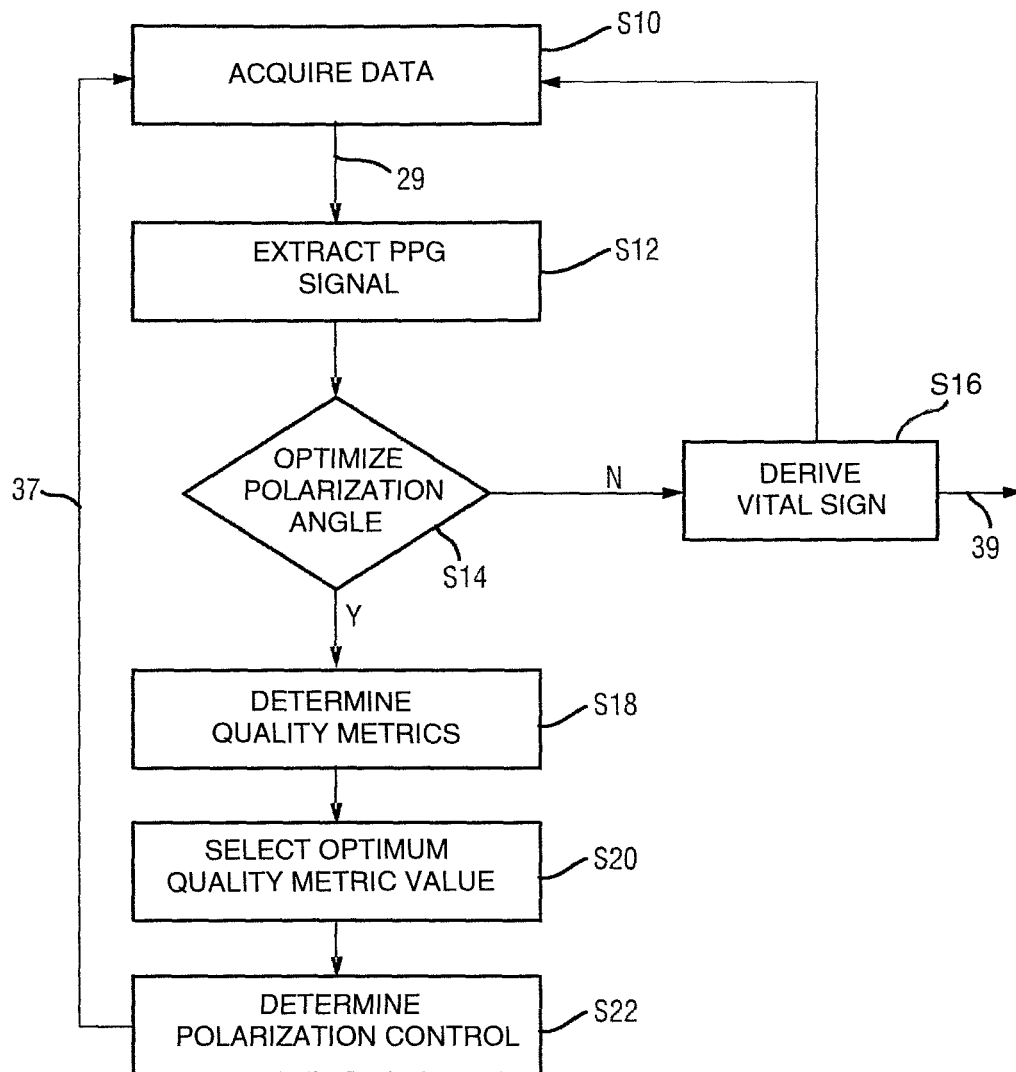 S10
ACQUIRE DATA
29
EXTRACT PPG
SIGNAL
S12
OPTIMIZE
POLARIZATION
ANGLE
S14
N
S16
DERIVE
VITAL SIGN
39
37
Y
DETERMINE
QUALITY METRICS
S18
SELECT OPTIMUM
QUALITY METRIC VALUE
S20
DETERMINE
POLARIZATION CONTROL
S22